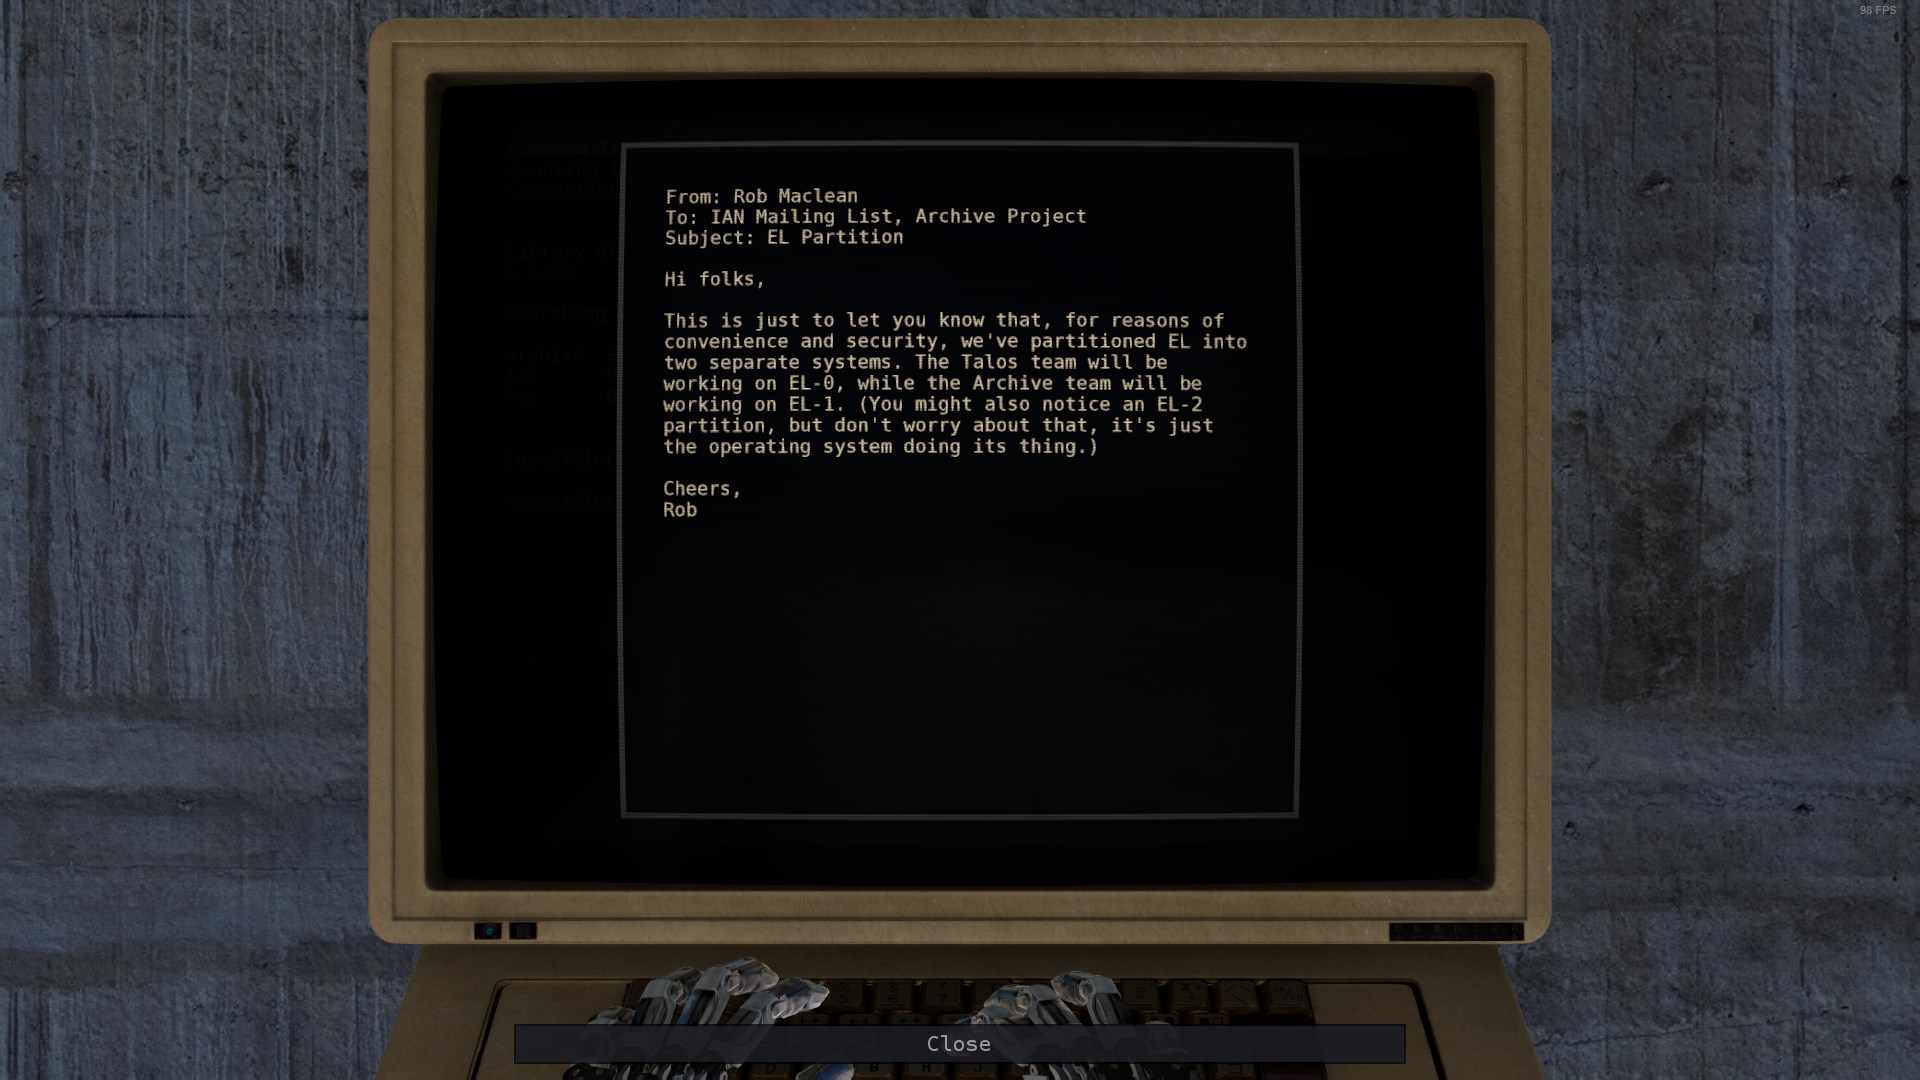 98 FPS
From: Rob Maclean
To: IAN Mailing List, Archive Project
Subject: EL Partition
Hi folks,
This is just to let you know that, for reasons of
convenience and security, we've partitioned EL into
two separate systems. The Talos team will be
working on EL-0, while the Archive team will be
working on EL-1. (You might also notice an EL-2
partition, but don't worry about that, it's just
the operating system doing its thing.)
Cheers,
Rob
Close